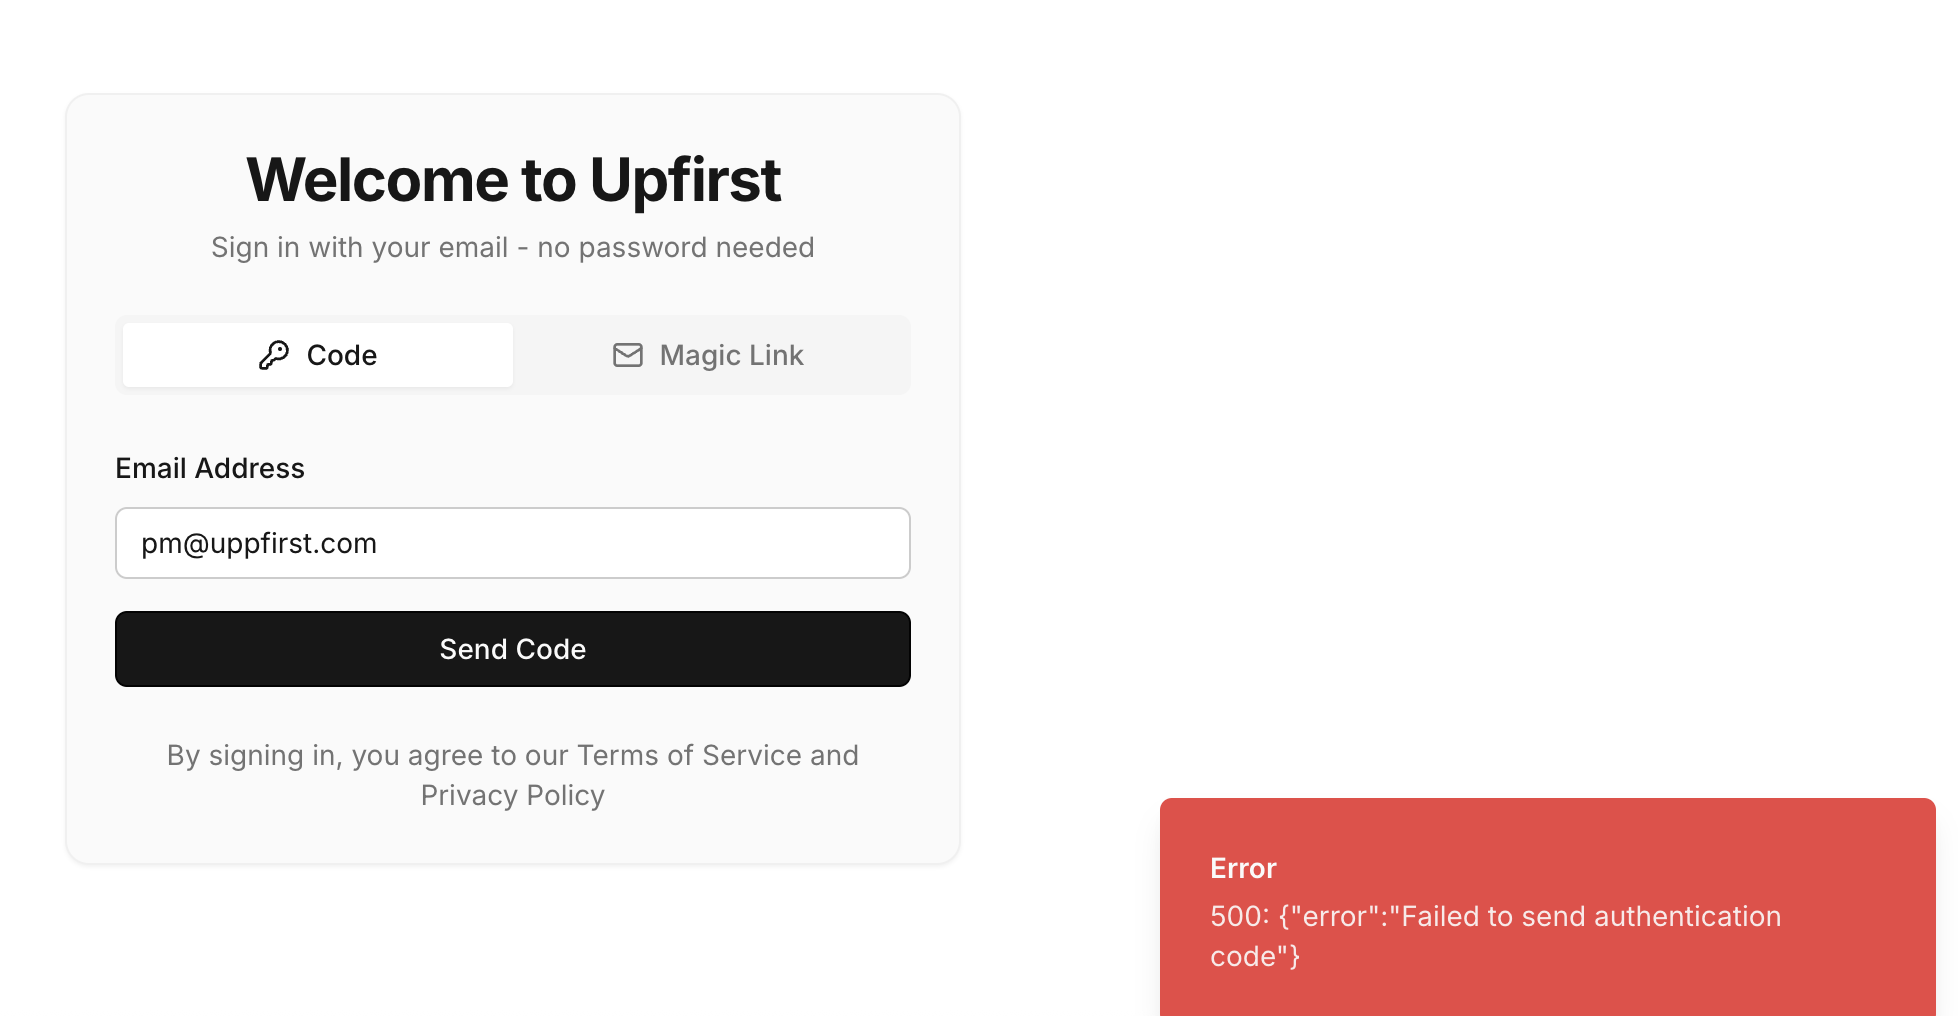 Welcome to Upfirst
Sign in with your email - no password needed
Code
Magic Link
Email Address
pm@uppfirst.com
Send Code
By signing in, you agree to our Terms of Service and
Privacy Policy
Error
500: {"error":"Failed to send authentication
code"}